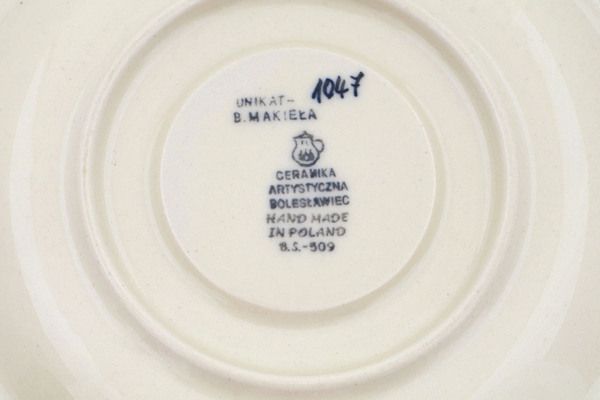 1047
UNIKAT-
B.MAKIEŁA
CERAMIKA
ARTYSTYCZNA
BOLESŁAWIEC
HAND MADE
IN POLAND
B.S.-509